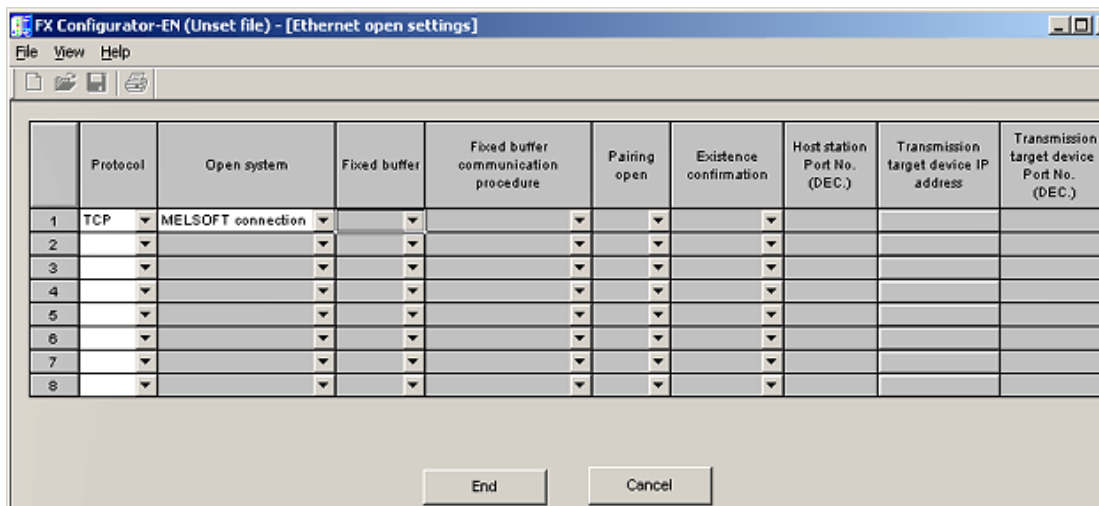 FX Configurator-EN (Unset file) - [Ethernet open settings]
File View Help
Protocol Open system Fixed buffer Fixed buffer communication procedure Pairing open Existence confirmation Host station Port No. (DEC.) Transmission target device IP address Transmission target device Port No. (DEC.)
1 TCP MELSOFT connection
2
3
4
5
6
7
8
End Cancel